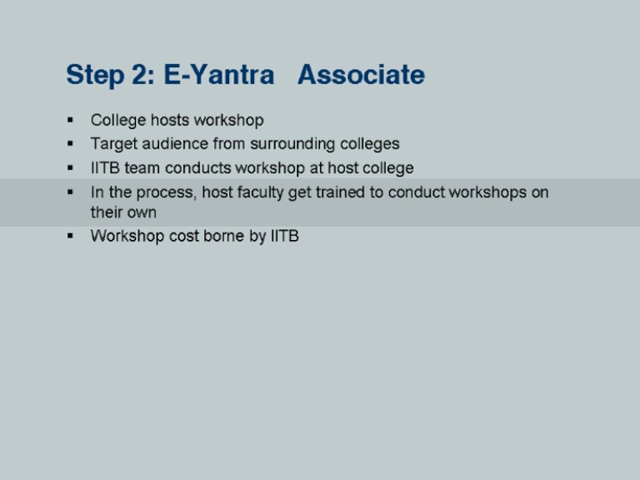 Step 2: E-Yantra Associate
▪ College hosts workshop
▪ Target audience from surrounding colleges
▪ IITB team conducts workshop at host college
▪ In the process, host faculty get trained to conduct workshops on
their own
▪ Workshop cost borne by IITB